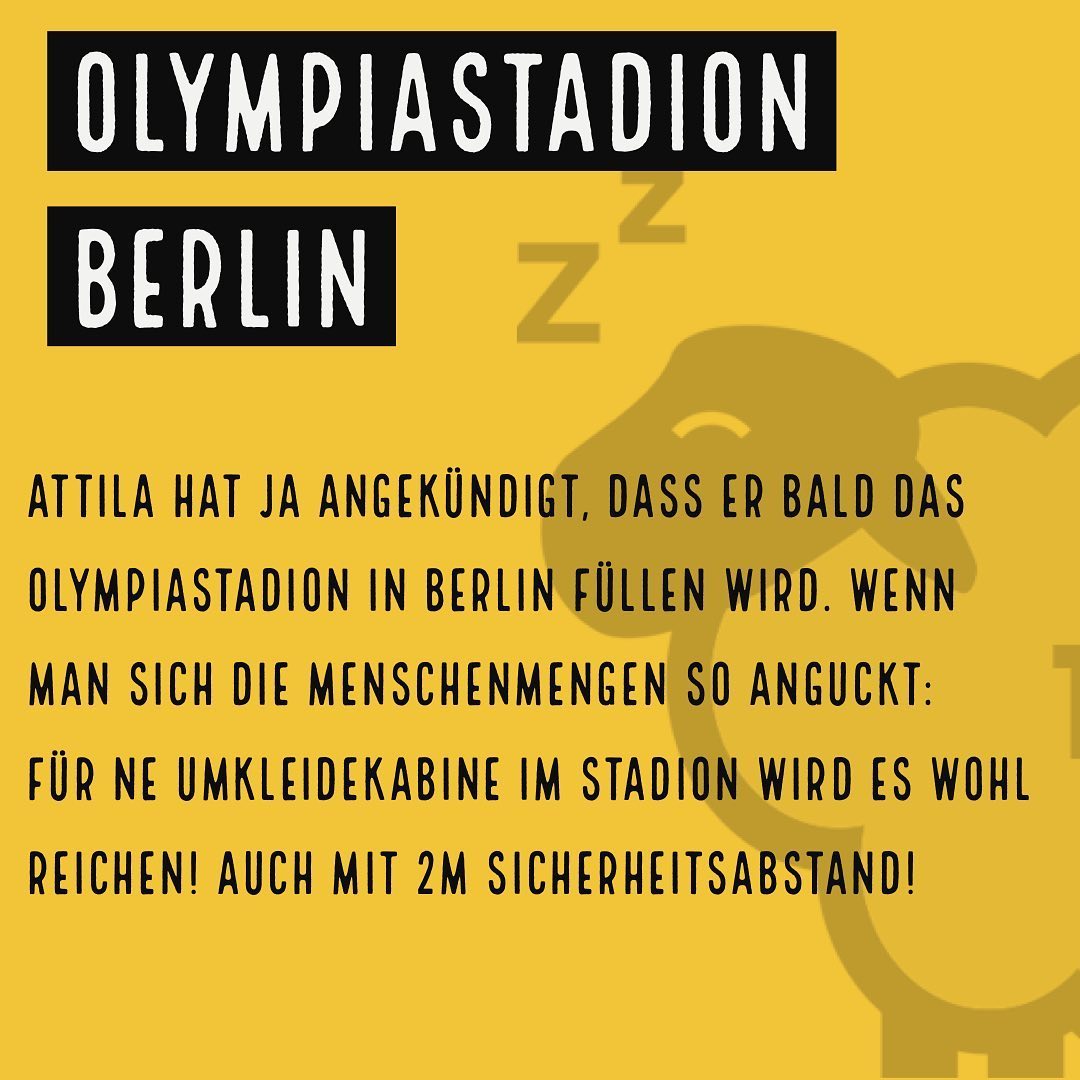 OLYMPIASTADION
BERLIN
Z
Z
ATTILA HAT JA ANGEKÜNDIGT, DASS ER BALD DAS
OLYMPIASTADION IN BERLIN FÜLLEN WIRD. WENN
MAN SICH DIE MENSCHENMENGEN SO ANGUCKT:
FÜR NE UMKLEIDEKABINE IM STADION WIRD ES WOHL
REICHEN! AUCH MIT 2M SICHERHEITSABSTAND!